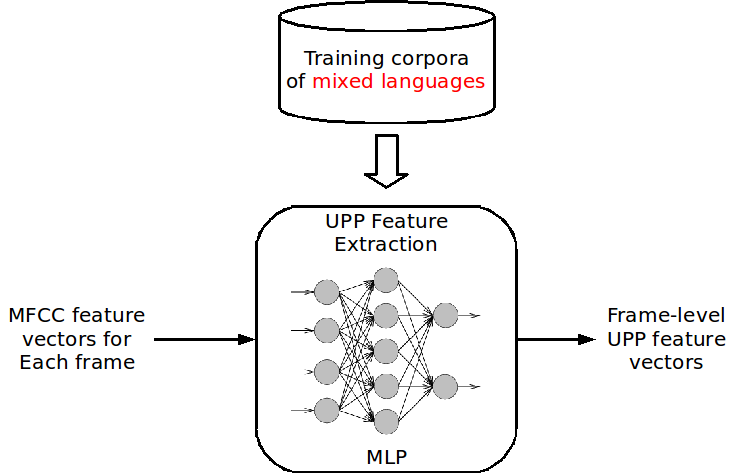 Training corpora
of mixed languages
UPP Feature
Extraction
MFCC feature
vectors for
Each frame
Frame-level
UPP feature
vectors
MLP